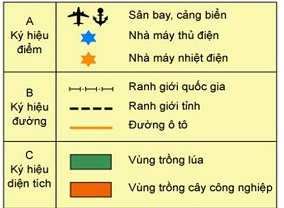 A
Ký hiệu
điểm
Sân bay, cảng biển
Nhà máy thủ điện
Nhà máy nhiệt điện
B
Ký hiệu
đường
Ranh giới quốc gia
Ranh giới tỉnh
Đường ô tô
C
Ký hiệu
diện tích
Vùng trồng lúa
Vùng trồng cây công nghiệp